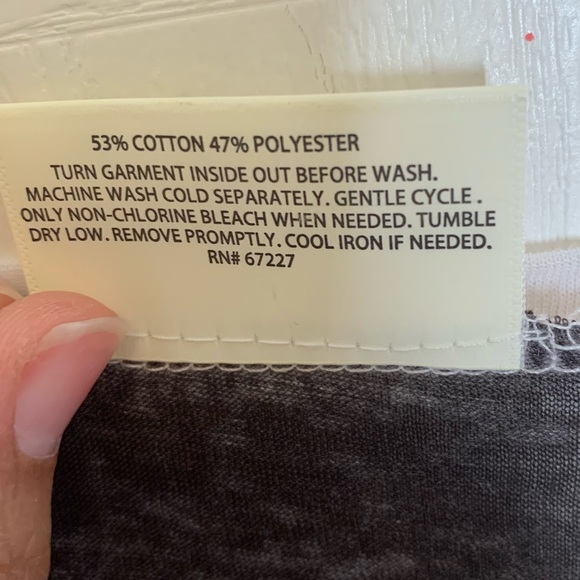 53% COTTON 47% POLYESTER
TURN GARMENT INSIDE OUT BEFORE WASH.
MACHINE WASH COLD SEPARATELY. GENTLE CYCLE .
ONLY NON-CHLORINE BLEACH WHEN NEEDED. TUMBLE
DRY LOW. REMOVE PROMPTLY. COOL IRON IF NEEDED.
RN# 67227